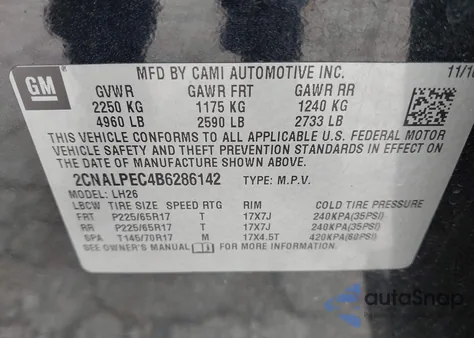 GM
MFD BY CAMI AUTOMOTIVE INC.
GVWR GAWR FRT GAWR RR
2250 KG 1175 KG 1240 KG
4960 LB 2590 LB 2733 LB
THIS VEHICLE CONFORMS TO ALL APPLICABLE U.S. FEDERAL MOTOR
VEHICLE SAFETY AND THEFT PREVENTION STANDARDS IN EFFECT ON
THE DATE OF MANUFACTURE SHOWN ABOVE.
2CNALPEC4B6286142 TYPE: M.P.V.
MODEL: LH26
LBCW TIRE SIZE SPEED RTG RIM COLD TIRE PRESSURE
FRT P225/65R17 T 17X7J 240KPA(35PSI)
RR P225/65R17 T 17X7J 240KPA(35PSI)
SPA T145/70R17 M 17X4.5T 420KPA(60PSI)
SEE OWNER'S MANUAL
autoSnap